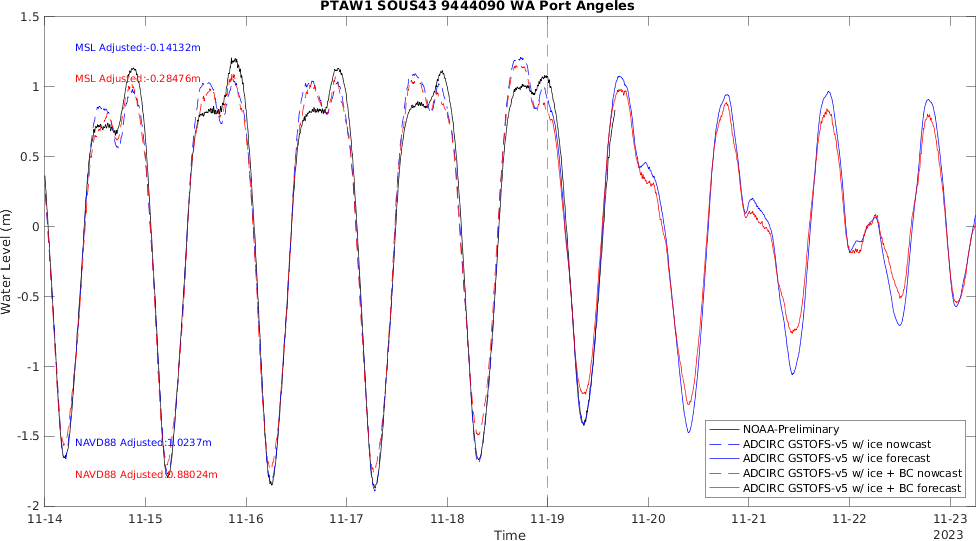 PTAW1 SOUS43 9444090 WA Port Angeles
1.5
1
0.5
0
-0.5
-1
-1.5
-2
Water Level (m)
MSL Adjusted:-0.14132m
MSL Adjusted:-0.28476m
NAVD88 Adjusted:1.0237m
NAVD88 Adjusted:0.88024m
NOAA-Preliminary
ADCIRC GSTOFS-v5 w/ ice nowcast
ADCIRC GSTOFS-v5 w/ ice forecast
ADCIRC GSTOFS-v5 w/ ice + BC nowcast
ADCIRC GSTOFS-v5 w/ ice + BC forecast
11-14 11-15 11-16 11-17 11-18 11-19 11-20 11-21 11-22 11-23
Time
2023